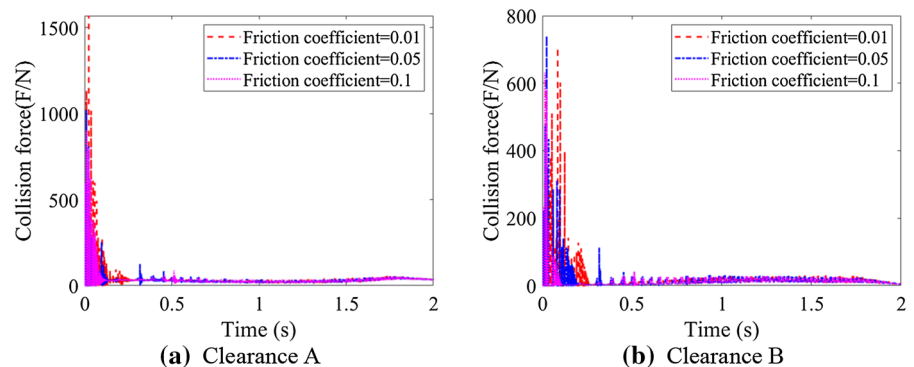 1500
1000
500
0
Collision force(F/N)
Friction coefficient=0.01
Friction coefficient=0.05
Friction coefficient=0.1
0 0.5 1 1.5 2
Time (s)
(a) Clearance A
800
600
400
200
0
Collision force(F/N)
Friction coefficient=0.01
Friction coefficient=0.05
Friction coefficient=0.1
0 0.5 1 1.5 2
Time (s)
(b) Clearance B